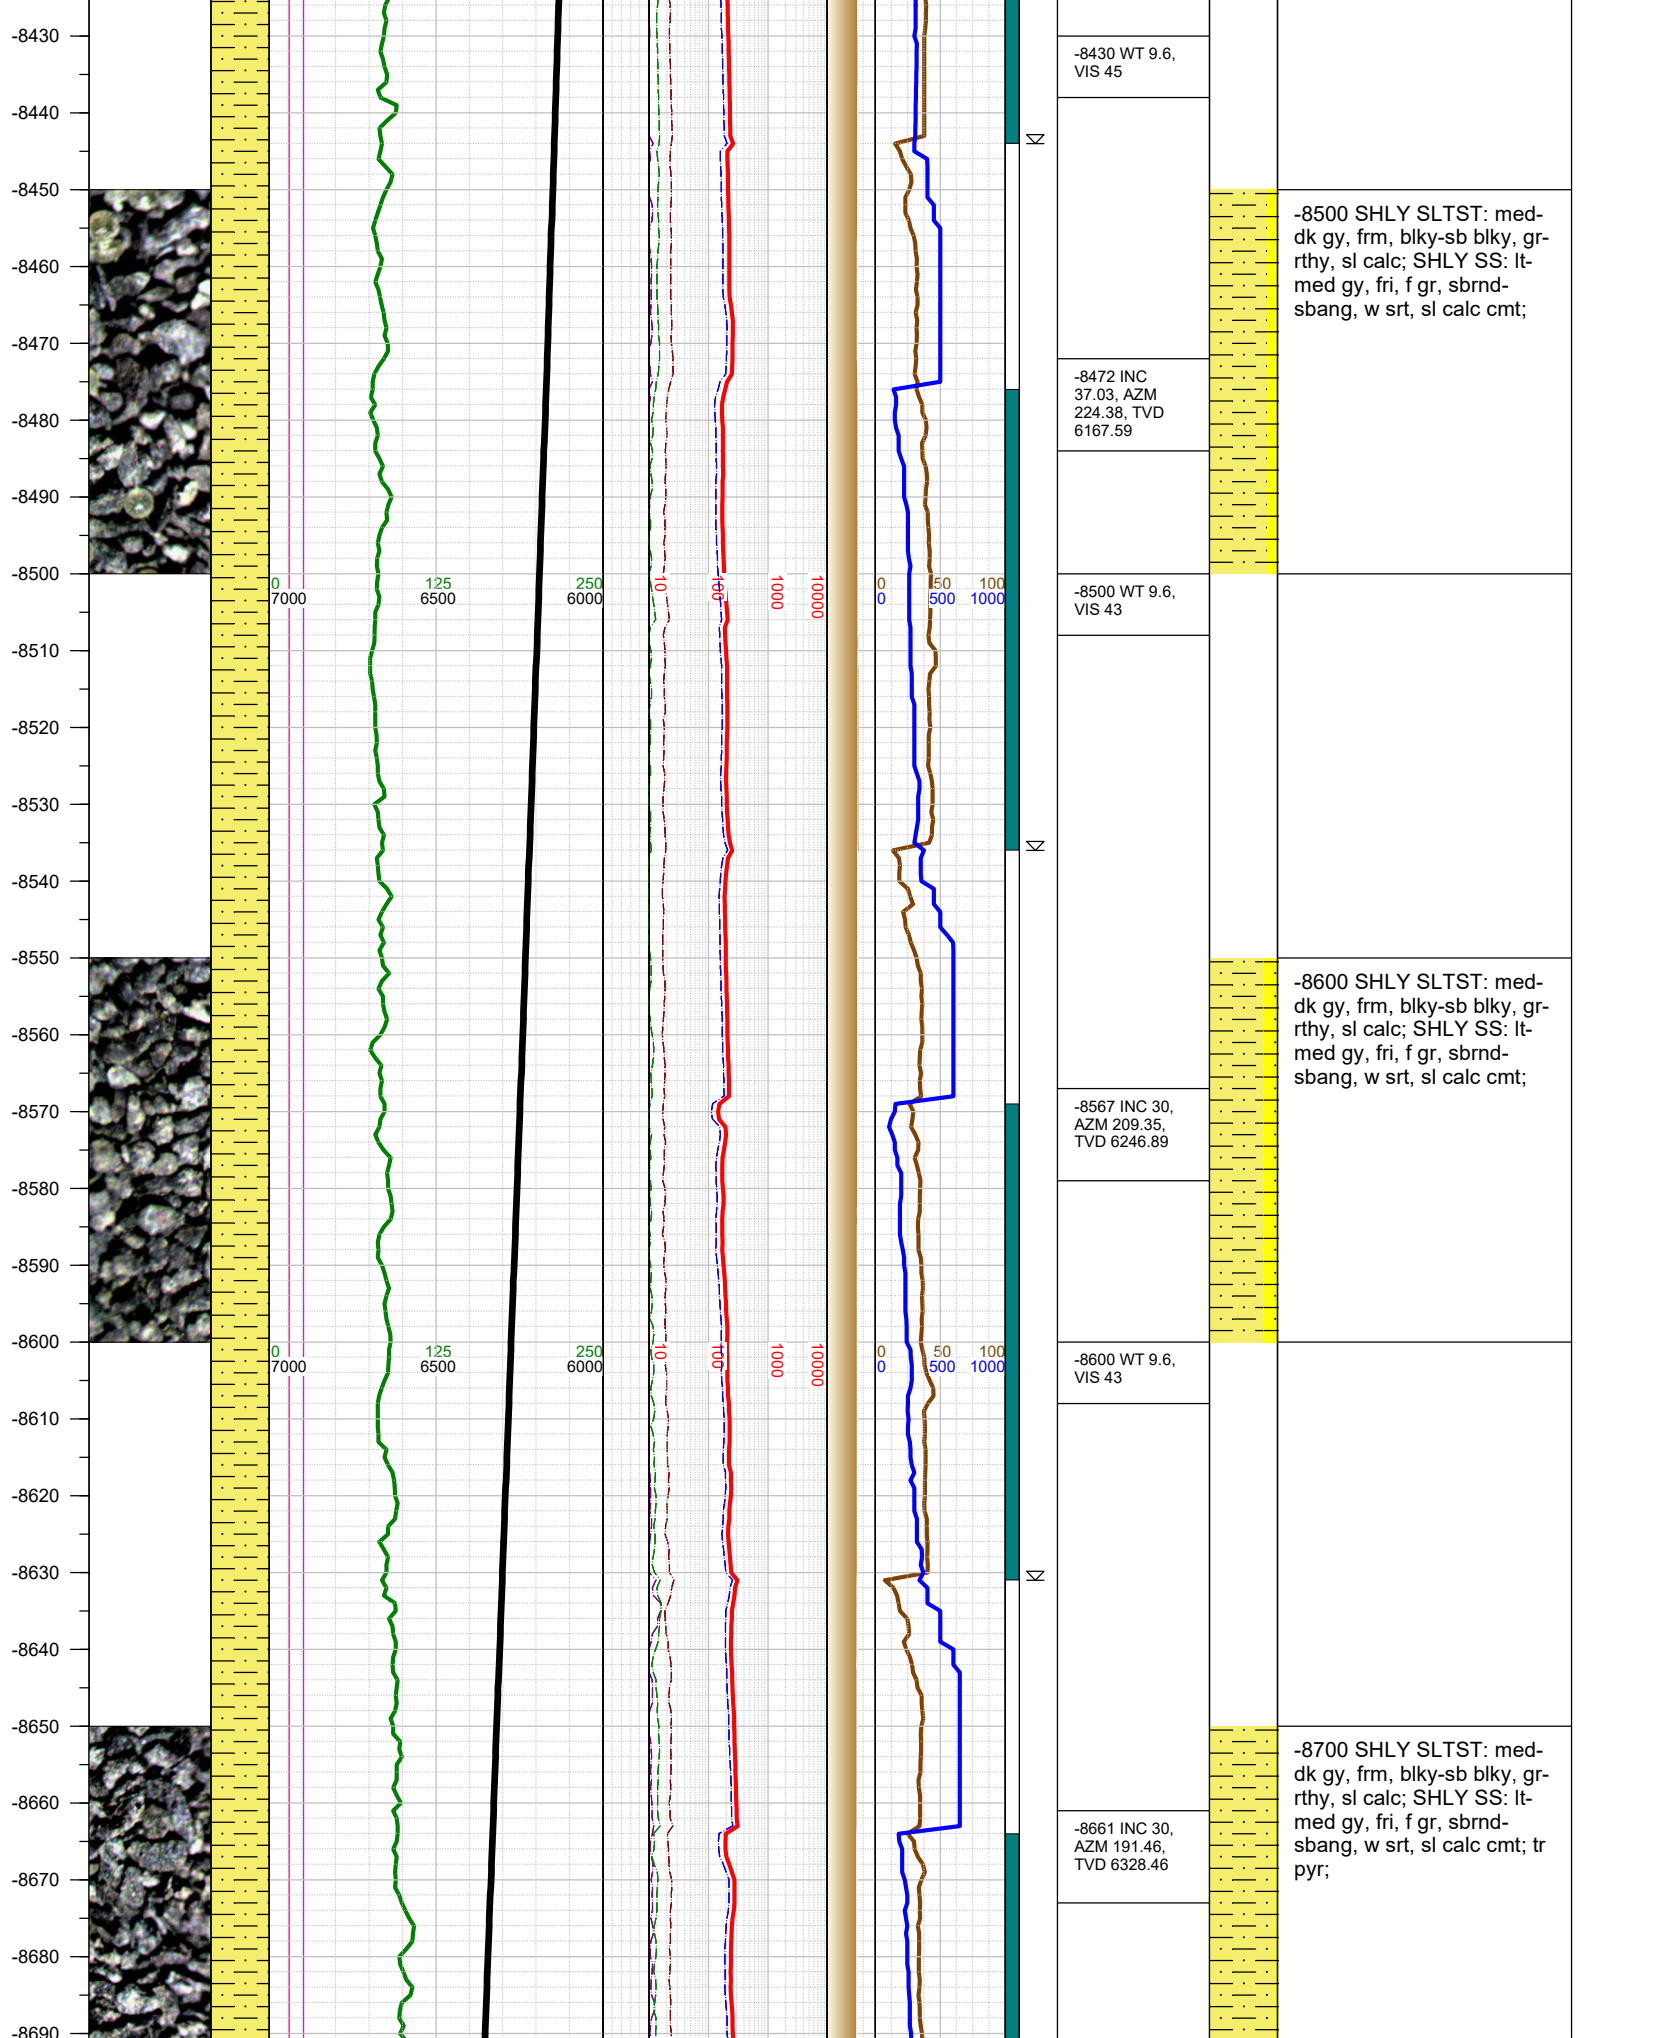 -8430
-8440
-8450
-8460
-8470
-8480
-8490
-8500
-8510
-8520
-8530
-8540
-8550
-8560
-8570
-8580
-8590
-8600
-8610
-8620
-8630
-8640
-8650
-8660
-8670
-8680
-8690
0 125 250
7000 6500 6000
10 100 1000 10000
0 50 100
0 500 1000
0 125 250
7000 6500 6000
10 100 1000 10000
0 50 100
0 500 1000
-8430 WT 9.6,
VIS 45
-8472 INC
37.03, AZM
224.38, TVD
6167.59
-8500 WT 9.6,
VIS 43
-8567 INC 30,
AZM 209.35,
TVD 6246.89
-8600 WT 9.6,
VIS 43
-8661 INC 30,
AZM 191.46,
TVD 6328.46
-8500 SHLY SLTST: med-
dk gy, frm, blky-sb blky, gr-
rthy, sl calc; SHLY SS: lt-
med gy, fri, f gr, sbrnd-
sbang, w srt, sl calc cmt;
-8600 SHLY SLTST: med-
dk gy, frm, blky-sb blky, gr-
rthy, sl calc; SHLY SS: lt-
med gy, fri, f gr, sbrnd-
sbang, w srt, sl calc cmt;
-8700 SHLY SLTST: med-
dk gy, frm, blky-sb blky, gr-
rthy, sl calc; SHLY SS: lt-
med gy, fri, f gr, sbrnd-
sbang, w srt, sl calc cmt; tr
pyr;